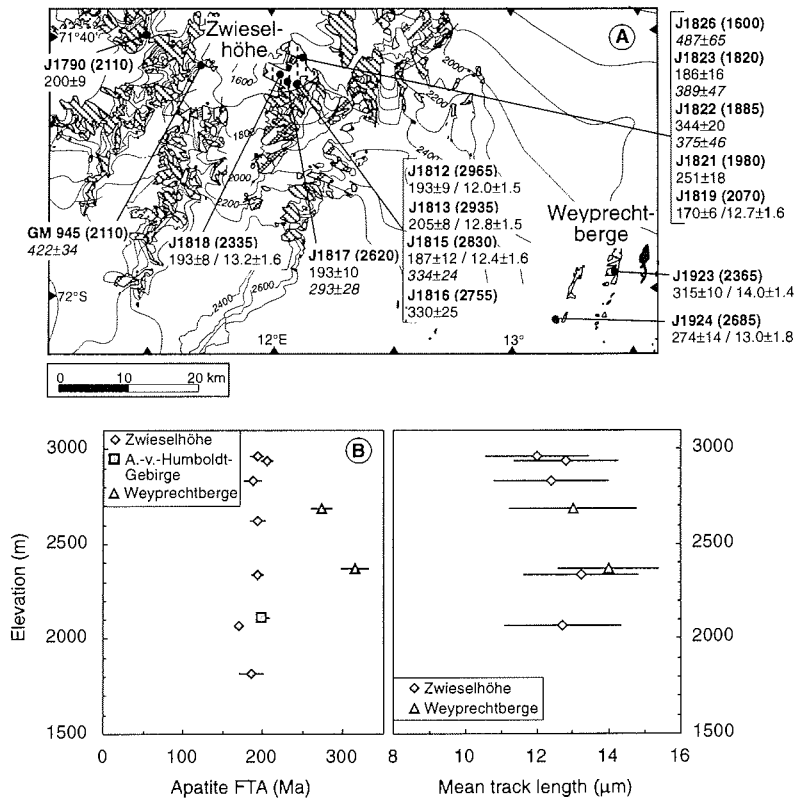 A
71°40'
Zwiesel-
höhe
J1790 (2110)
200±9
GM 945 (2110)
422±34
J1818 (2335)
193±8 / 13.2±1.6
J1817 (2620)
193±10
293±28
J1812 (2965)
193±9 / 12.0±1.5
J1813 (2935)
205±8 / 12.8±1.5
J1815 (2830)
187±12 / 12.4±1.6
334±24
J1816 (2755)
330±25
J1826 (1600)
487±65
J1823 (1820)
186±16
389±47
J1822 (1885)
344±20
375±46
J1821 (1980)
251±18
J1819 (2070)
170±6 /12.7±1.6
Weyprecht-
berge
J1923 (2365)
315±10 / 14.0±1.4
J1924 (2685)
274±14 / 13.0±1.8
1600
1800
2000
2200
2400
2600
2000
2200
2400
72°S
12°E
13°
0 10 20 km
B
Zwieselhöhe
A.-v.-Humboldt-
Gebirge
Weyprechtberge
3000
2500
2000
1500
Elevation (m)
0 100 200 300
Apatite FTA (Ma)
Zwieselhöhe
Weyprechtberge
3000
2500
2000
1500
8 10 12 14 16
Mean track length (μm)